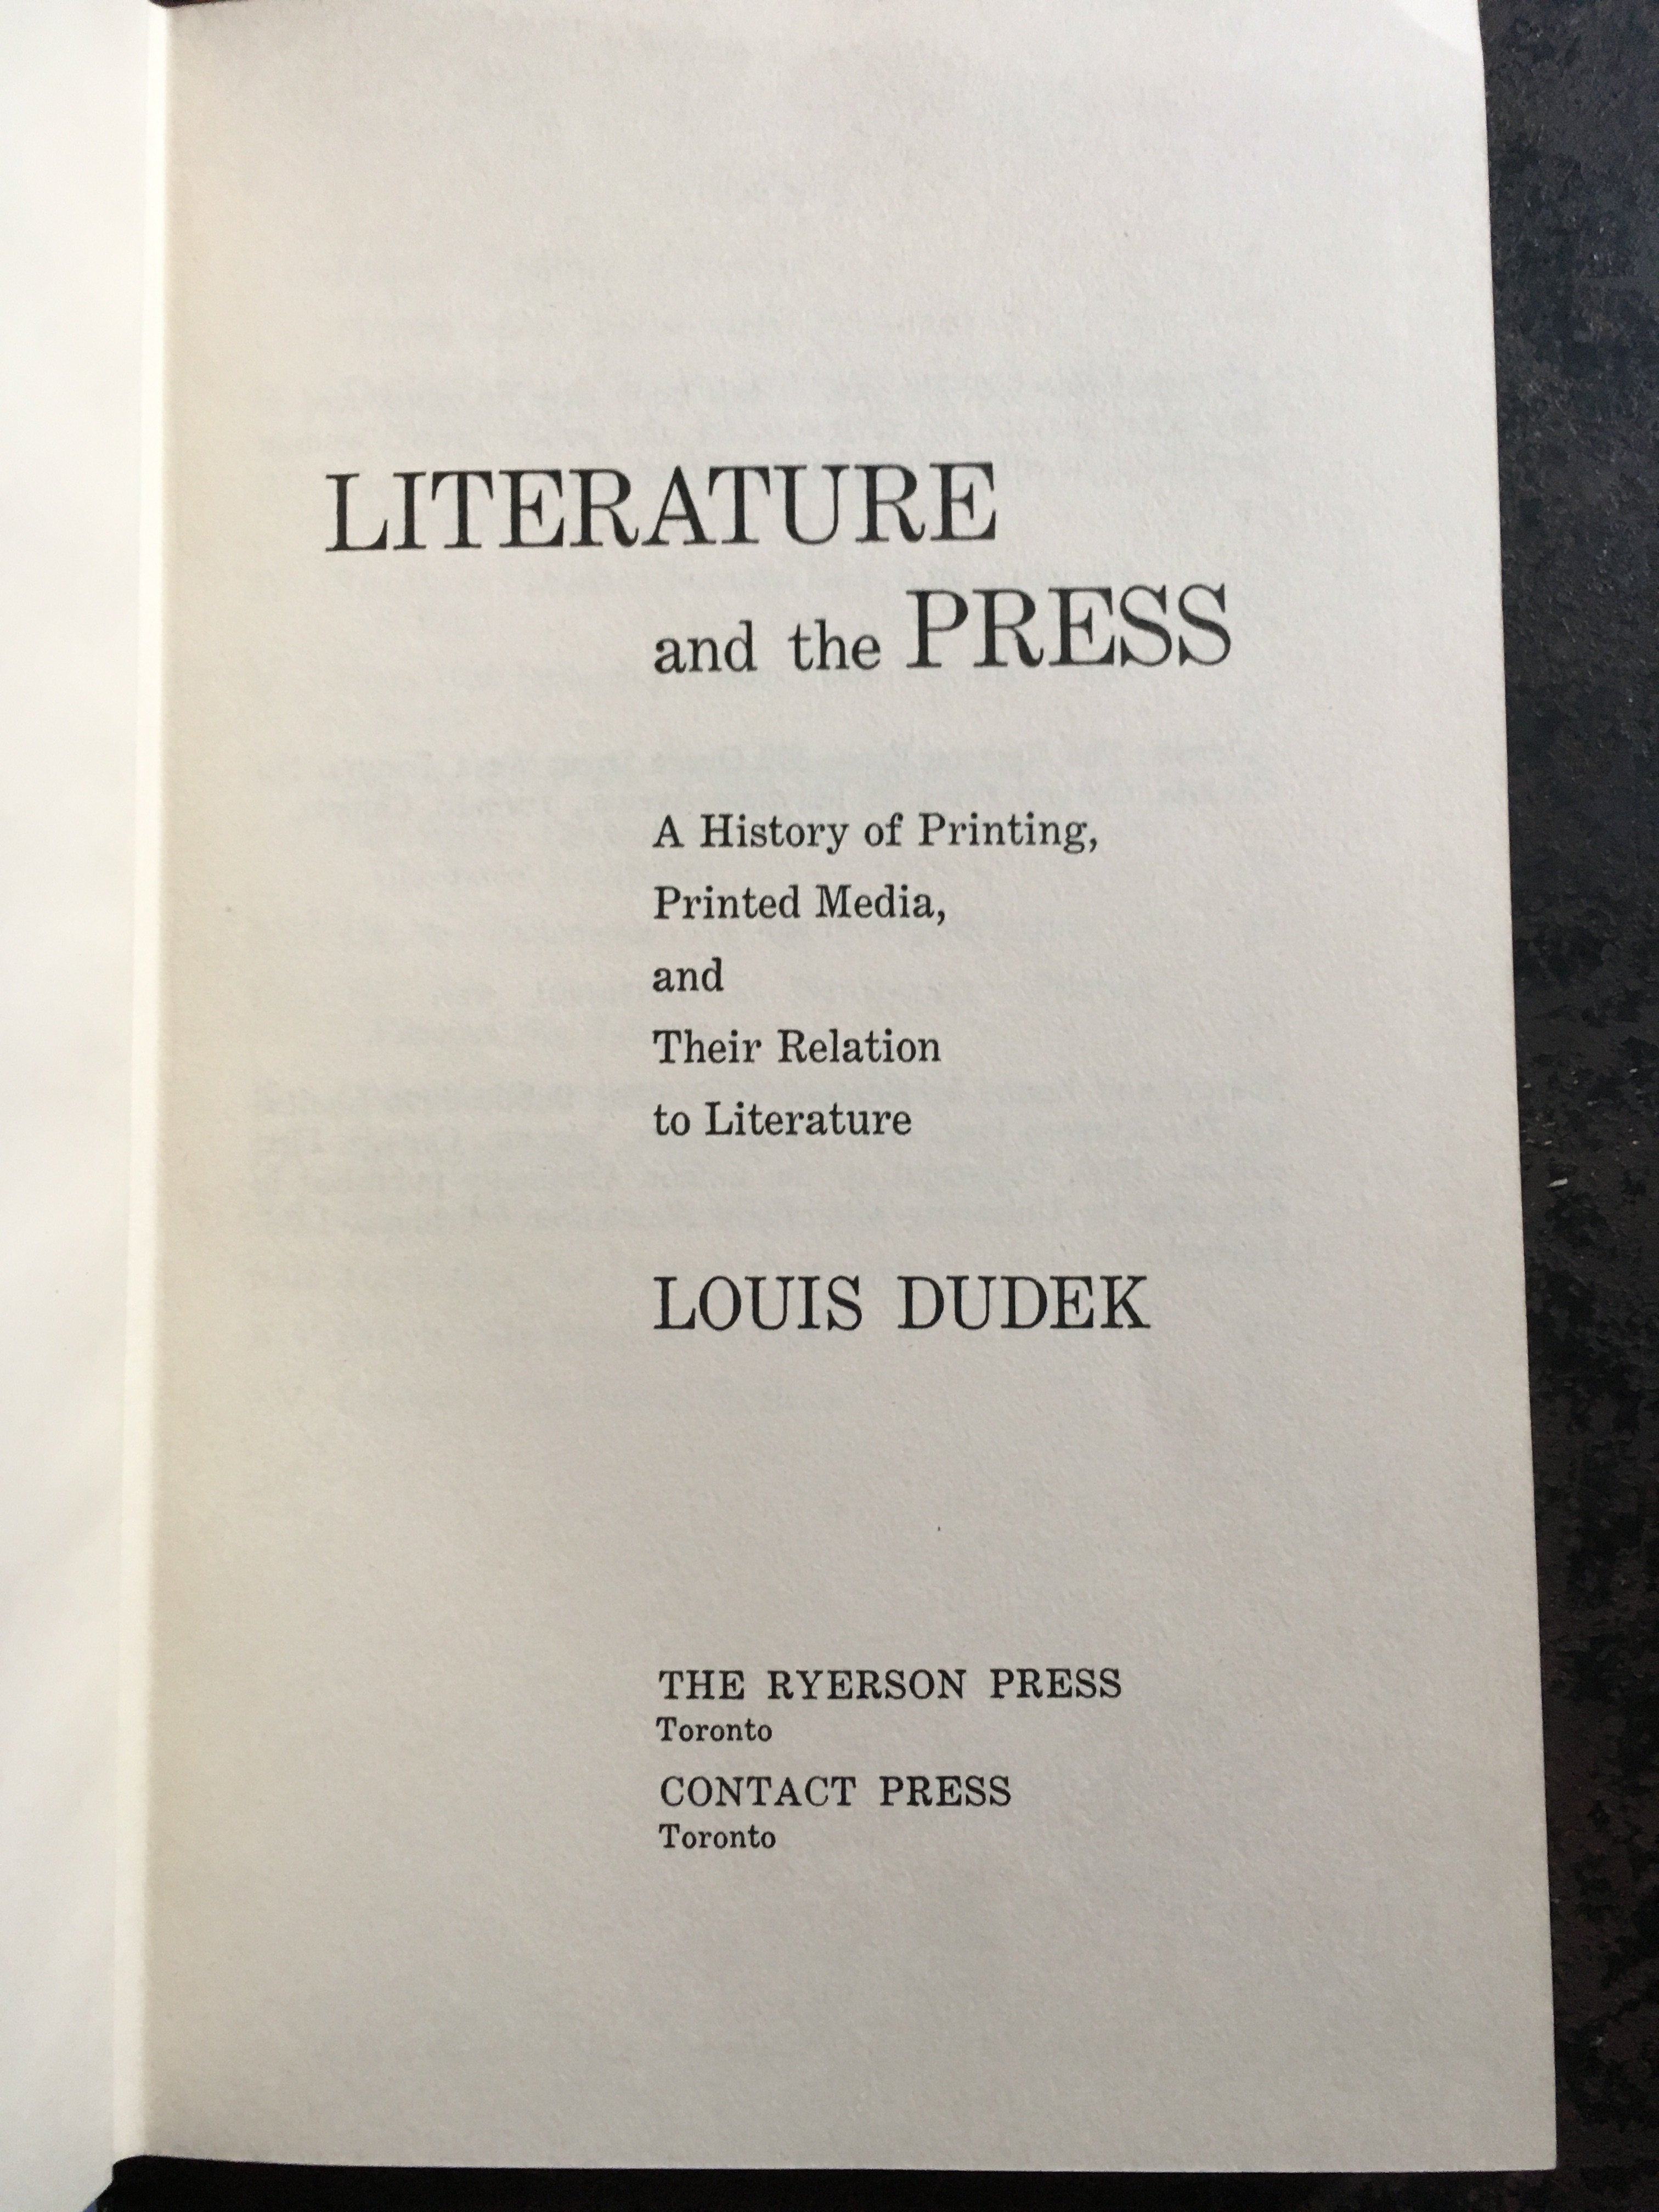 LITERATURE
and the PRESS
A History of Printing,
Printed Media,
and
Their Relation
to Literature
LOUIS DUDEK
THE RYERSON PRESS
Toronto
CONTACT PRESS
Toronto